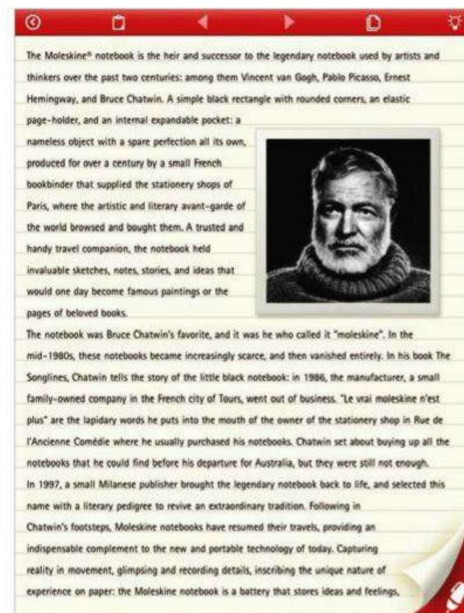 The Moleskine® notebook is the heir and successor to the legendary notebook used by artists and
thinkers over the past two centuries: among them Vincent van Gogh, Pablo Picasso, Ernest
Hemingway, and Bruce Chatwin. A simple black rectangle with rounded corners, an elastic
page-holder, and an internal expandable pocket: a
nameless object with a spare perfection all its own,
produced for over a century by a small French
bookbinder that supplied the stationery shops of
Paris, where the artistic and literary avant-garde of
the world browsed and bought them. A trusted and
handy travel companion, the notebook held
invaluable sketches, notes, stories, and ideas that
would one day become famous paintings or the
pages of beloved books.
The notebook was Bruce Chatwin's favorite, and it was he who called it "moleskine". In the
mid-1980s, these notebooks became increasingly scarce, and then vanished entirely. In his book The
Songlines, Chatwin tells the story of the little black notebook: in 1986, the manufacturer, a small
family-owned company in the French city of Tours, went out of business. "Le vrai moleskine n'est
plus" are the lapidary words he puts into the mouth of the owner of the stationery shop in Rue de
l'Ancienne Comédie where he usually purchased his notebooks. Chatwin set about buying up all the
notebooks that he could find before his departure for Australia, but they were still not enough.
In 1997, a small Milanese publisher brought the legendary notebook back to life, and selected this
name with a literary pedigree to revive an extraordinary tradition. Following in
Chatwin's footsteps, Moleskine notebooks have resumed their travels, providing an
indispensable complement to the new and portable technology of today. Capturing
reality in movement, glimpsing and recording details, inscribing the unique nature of
experience on paper: the Moleskine notebook is a battery that stores ideas and feelings,